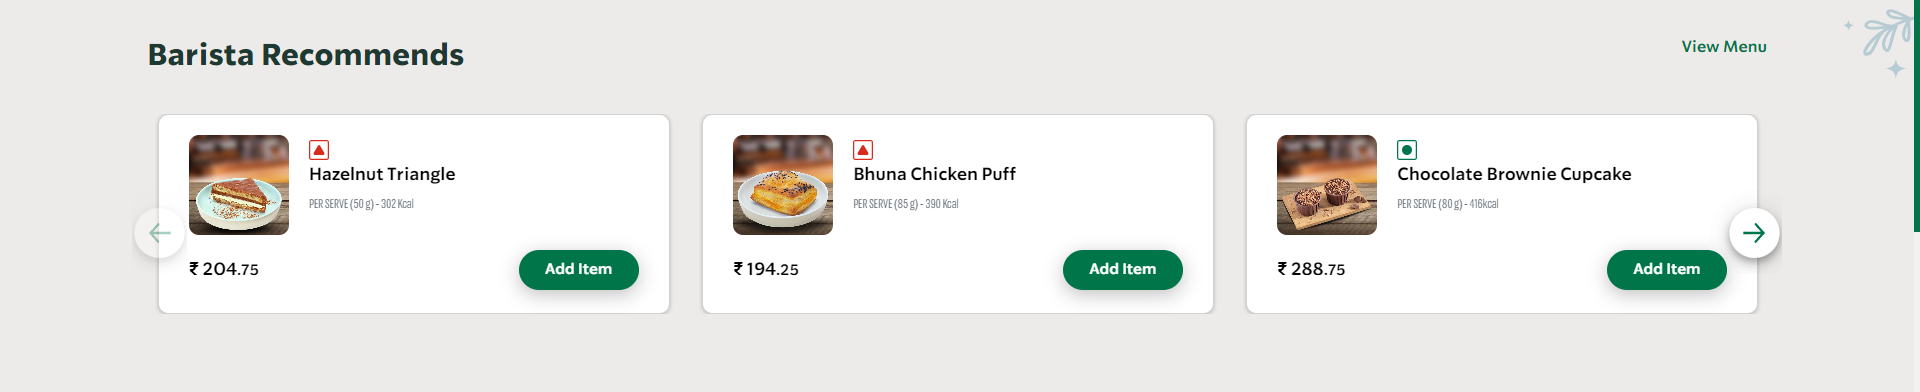 Barista Recommends
View Menu
Hazelnut Triangle
PER SERVE (50 g) - 302 Kcal
₹ 204.75
Add Item
Bhuna Chicken Puff
PER SERVE (85 g) - 390 Kcal
₹ 194.25
Add Item
Chocolate Brownie Cupcake
PER SERVE (80 g) - 416kcal
₹ 288.75
Add Item